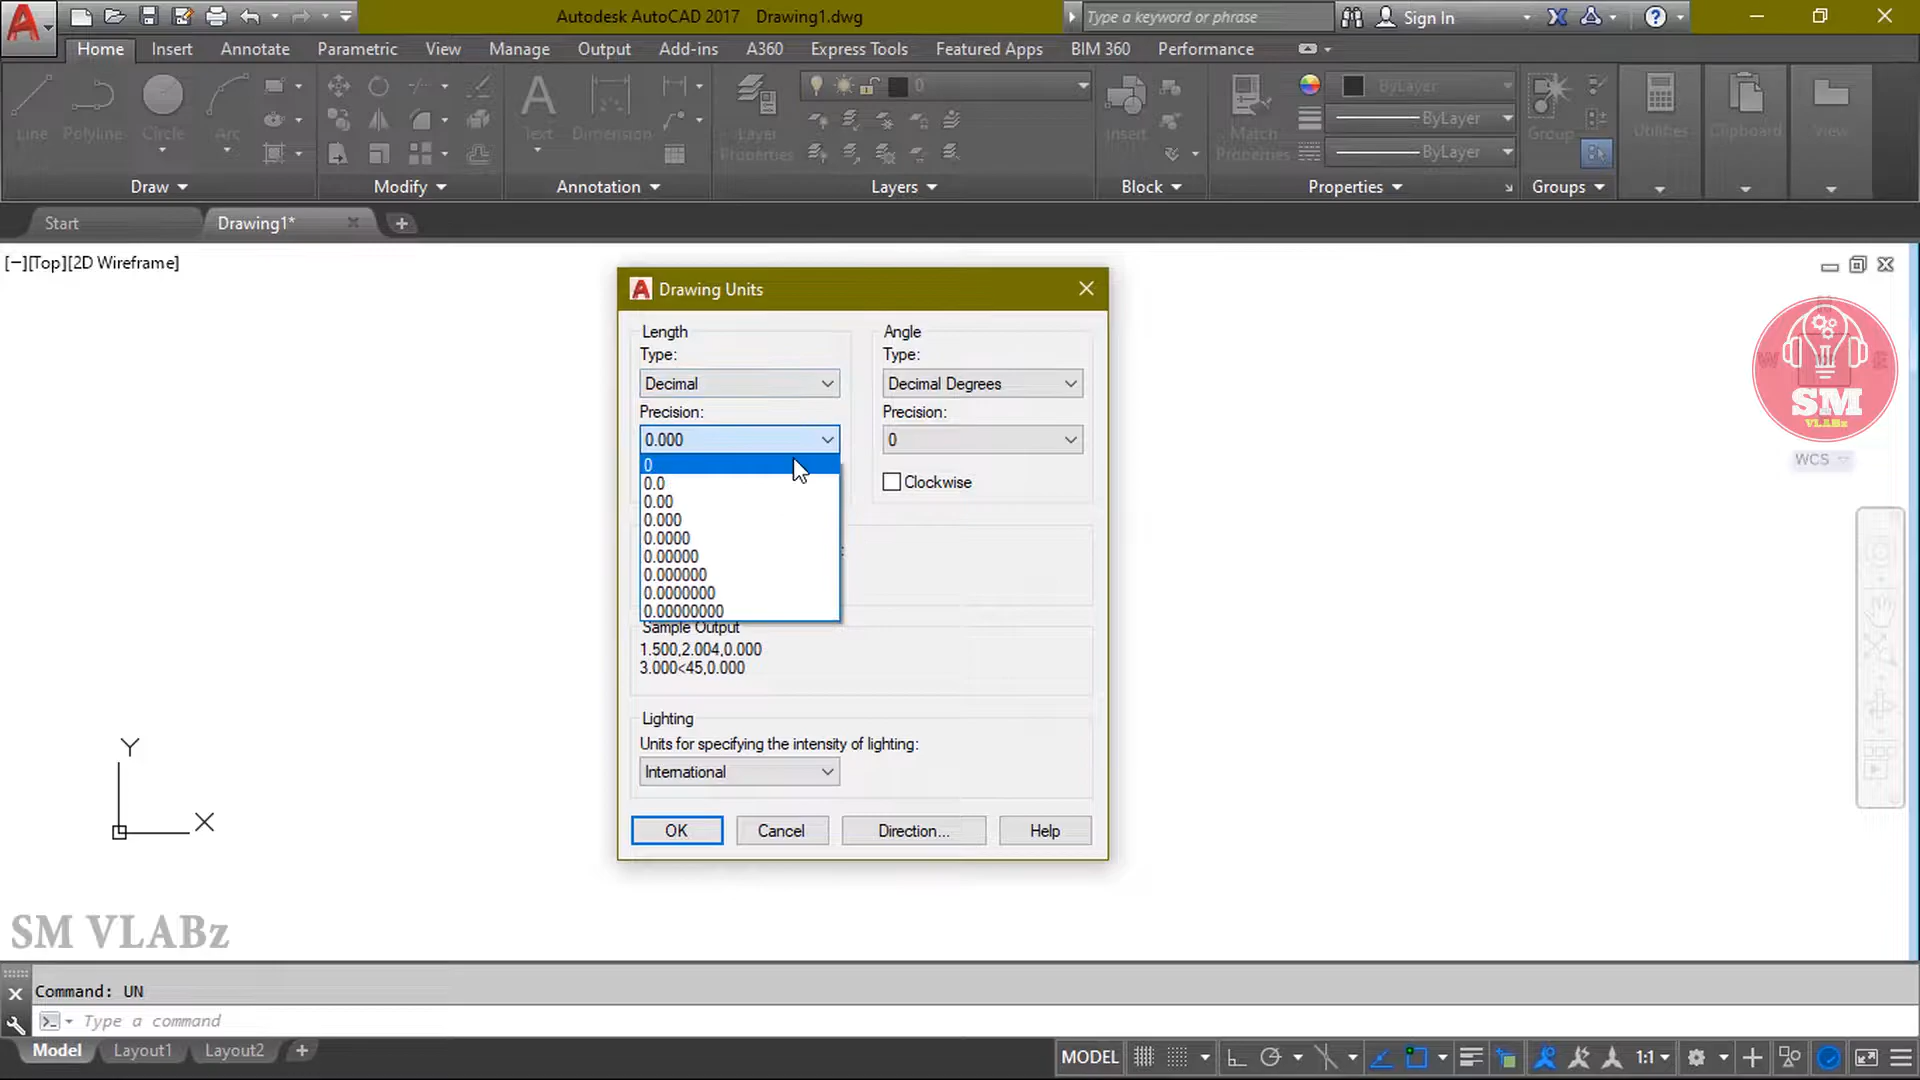 Autodesk AutoCAD 2017 Drawing1.dwg
Type a keyword or phrase
Sign In
Home Insert Annotate Parametric View Manage Output Add-ins A360 Express Tools Featured Apps BIM 360 Performance
Line Polyline Circle Arc
Text Dimension
Layer Properties
0
Insert
Match Properties
ByLayer
ByLayer
ByLayer
Group
Utilities
Clipboard
View
Draw Modify Annotation Layers Block Properties Groups
Start Drawing1*
[−][Top][2D Wireframe]
Drawing Units
Length
Type:
Decimal
Precision:
0.000
0
0.0
0.00
0.000
0.0000
0.00000
0.000000
0.0000000
0.00000000
Angle
Type:
Decimal Degrees
Precision:
0
Clockwise
Sample Output
1.500,2.004,0.000
3.000<45,0.000
Lighting
Units for specifying the intensity of lighting:
International
OK Cancel Direction... Help
SM
VLABz
W E
WCS
Y
X
SM VLABz
Command: UN
Type a command
Model Layout1 Layout2
MODEL 1:1